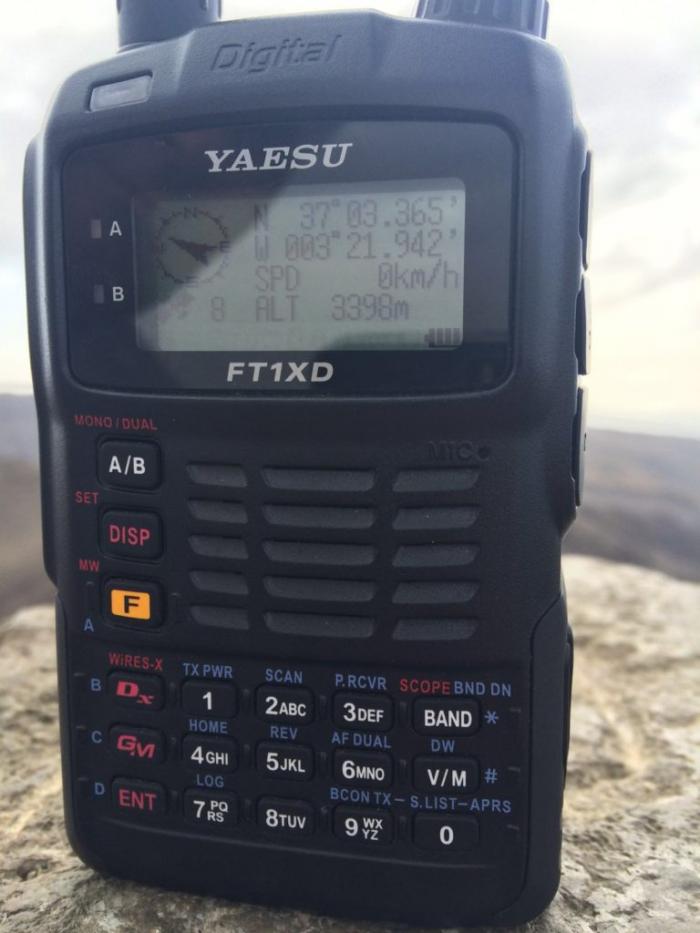 Digital
YAESU
A
N 37°03.365'
B
W 003°21.942'
SPD 0km/h
8 ALT 3398m
FT1XD
MONO / DUAL
A/B
MIC
SET
DISP
MW
F
A
WiRES-X TX PWR SCAN P.RCVR SCOPE BND DN
B Dx 1 2ABC 3DEF BAND *
HOME REV AF DUAL DW
C GM 4GHI 5JKL 6MNO V/M #
LOG BCON TX – S.LIST – APRS
D ENT 7PQRS 8TUV 9WXYZ 0